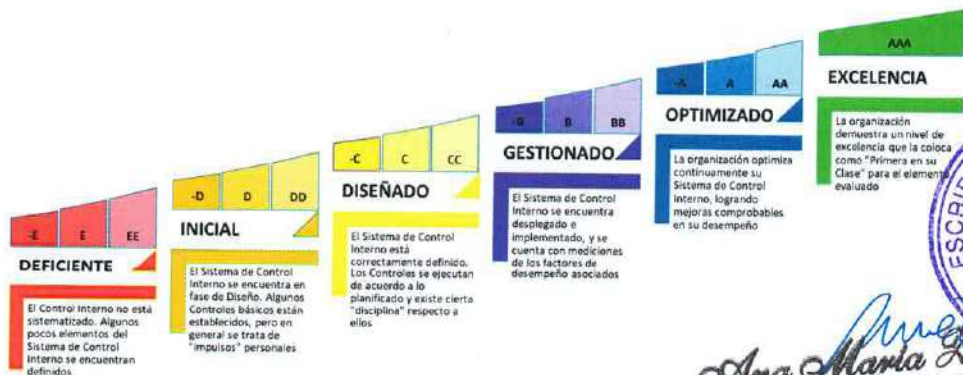 -E E EE
DEFICIENTE
El Control Interno no está
sistematizado. Algunos
pocos elementos del
Sistema de Control
Interno se encuentran
definidos
-D D DD
INICIAL
El Sistema de Control
Interno se encuentra en
fase de Diseño. Algunos
Controles básicos están
establecidos, pero en
general se trata de
"impulsos" personales
-C C CC
DISEÑADO
El Sistema de Control
Interno está
correctamente definido.
Los Controles se ejecutan
de acuerdo a lo
planificado y existe cierta
"disciplina" respecto a
ellos
-B B BB
GESTIONADO
El Sistema de Control
Interno se encuentra
desplegado e
implementado, y se
cuenta con mediciones
de los factores de
desempeño asociados
-A A AA
OPTIMIZADO
La organización optimiza
continuamente su
Sistema de Control
Interno, logrando
mejoras comprobables
en su desempeño
AAA
EXCELENCIA
La organización
demuestra un nivel de
excelencia que la coloca
como "Primera en su
Clase" para el elemento
evaluado
ESCRIB
Ana María